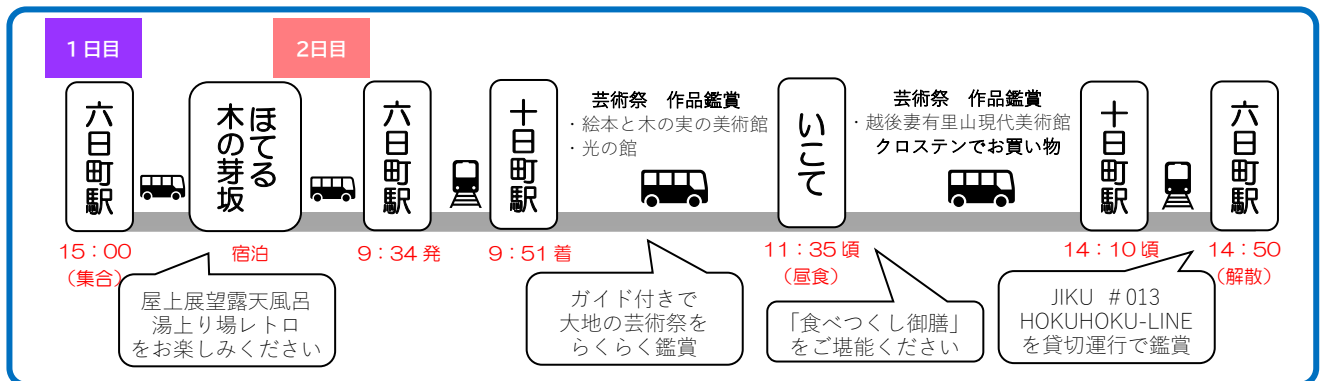 1日目
2日目
六日町駅
ほてる
木の芽坂
六日町駅
十日町駅
芸術祭 作品鑑賞
・絵本と木の実の美術館
・光の館
いこて
芸術祭 作品鑑賞
・越後妻有里山現代美術館
クロステンでお買い物
十日町駅
六日町駅
15：00
(集合)
宿泊
9：34 発
9：51 着
11：35 頃
(昼食)
14：10 頃
14：50
(解散)
屋上展望露天風呂
湯上り場レトロ
をお楽しみください
ガイド付きで
大地の芸術祭を
らくらく鑑賞
「食べつくし御膳」
をご堪能ください
JIKU ＃013
HOKUHOKU-LINE
を貸切運行で鑑賞